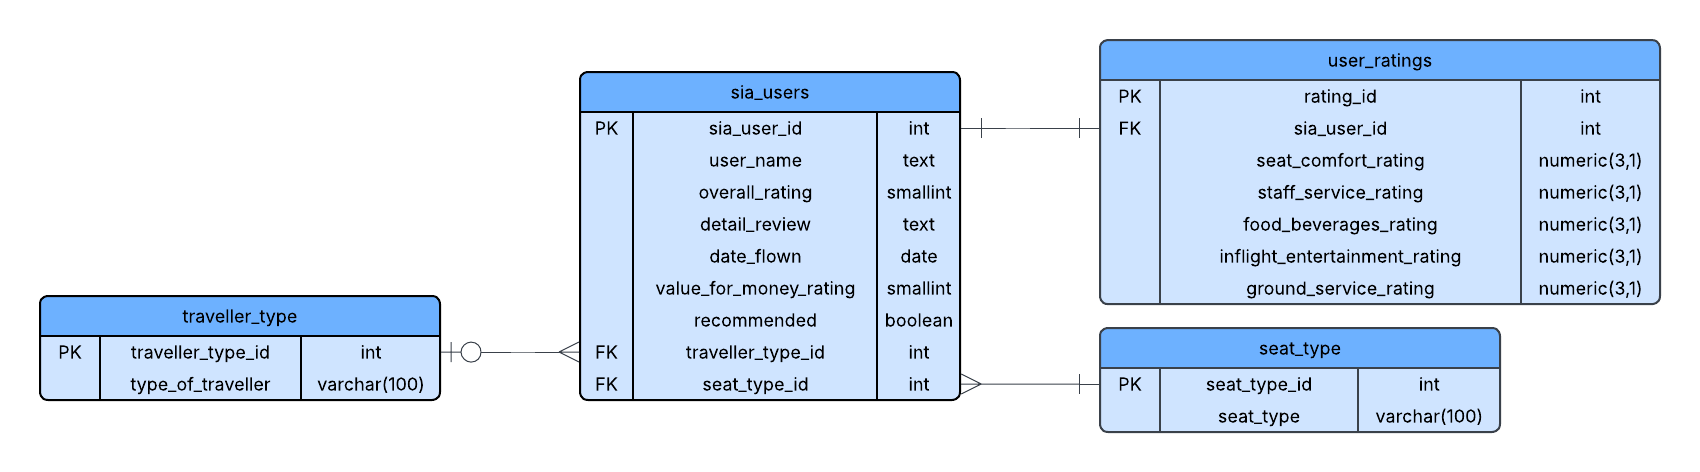 user_ratings
PK rating_id int
FK sia_user_id int
seat_comfort_rating numeric(3,1)
staff_service_rating numeric(3,1)
food_beverages_rating numeric(3,1)
inflight_entertainment_rating numeric(3,1)
ground_service_rating numeric(3,1)
sia_users
PK sia_user_id int
user_name text
overall_rating smallint
detail_review text
date_flown date
value_for_money_rating smallint
recommended boolean
FK traveller_type_id int
FK seat_type_id int
traveller_type
PK traveller_type_id int
type_of_traveller varchar(100)
seat_type
PK seat_type_id int
seat_type varchar(100)